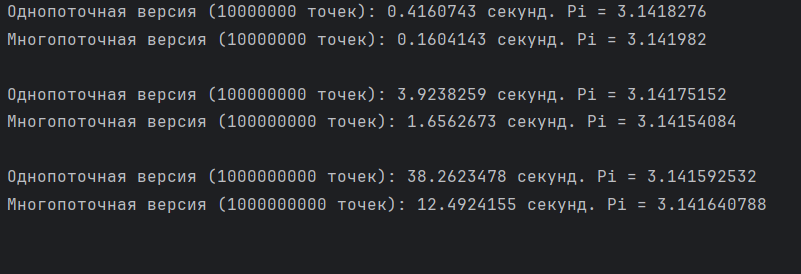 Однопоточная версия (10000000 точек): 0.4160743 секунд. Pi = 3.1418276
Многопоточная версия (10000000 точек): 0.1604143 секунд. Pi = 3.141982
Однопоточная версия (100000000 точек): 3.9238259 секунд. Pi = 3.14175152
Многопоточная версия (100000000 точек): 1.6562673 секунд. Pi = 3.14154084
Однопоточная версия (1000000000 точек): 38.2623478 секунд. Pi = 3.141592532
Многопоточная версия (1000000000 точек): 12.4924155 секунд. Pi = 3.141640788